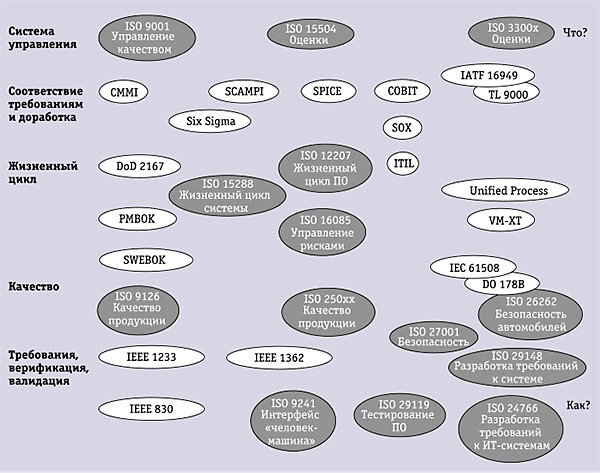 Система
управления
ISO 9001
Управление
качеством
ISO 15504
Оценки
ISO 3300x
Оценки
Что?
Соответствие
требованиям
и доработка
CMMI
SCAMPI
SPICE
COBIT
IATF 16949
TL 9000
Six Sigma
SOX
Жизненный
цикл
DoD 2167
ISO 12207
Жизненный
цикл ПО
ITIL
ISO 15288
Жизненный цикл
системы
Unified Process
PMBOK
ISO 16085
Управление
рисками
VM-XT
SWEBOK
IEC 61508
DO 178B
Качество
ISO 9126
Качество
продукции
ISO 250xx
Качество
продукции
ISO 26262
Безопасность
автомобилей
ISO 27001
Безопасность
Требования,
верификация,
валидация
IEEE 1233
IEEE 1362
ISO 29148
Разработка требований
к системе
IEEE 830
ISO 9241
Интерфейс
«человек-
машина»
ISO 29119
Тестирование
ПО
ISO 24766
Разработка
требований
к ИТ-системам
Как?